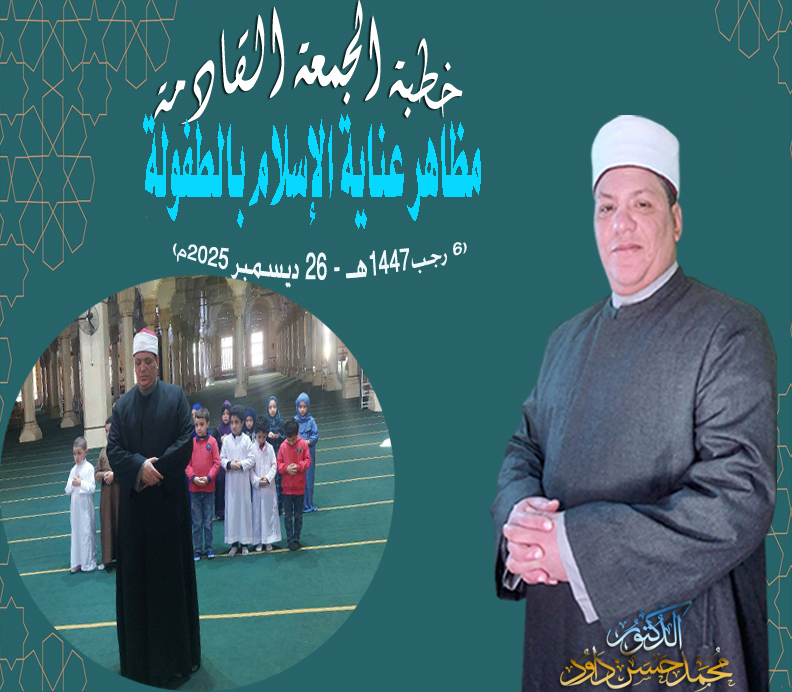 خطبة الجمعة القادمة
مظاهر عناية الإسلام بالطفولة
(6 رجب 1447هـ - 26 ديسمبر 2025م)
الدكتور
محمد حسن داود